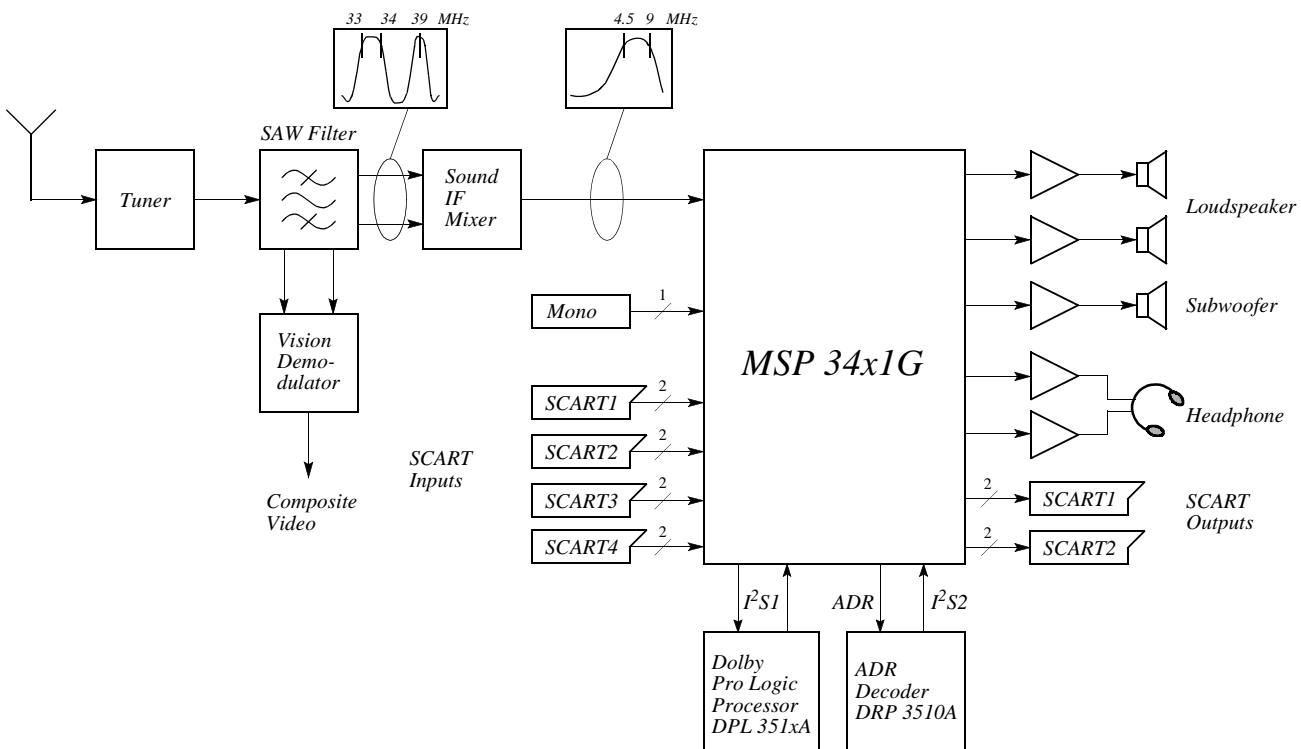 33 34 39 MHz
4.5 9 MHz
SAW Filter
Tuner
Sound
IF
Mixer
Loudspeaker
Mono
1
Subwoofer
Vision
Demo-
dulator
MSP 34x1G
SCART
Inputs
SCART1
2
SCART2
2
SCART3
2
SCART4
2
Headphone
Composite
Video
2
SCART1
2
SCART2
SCART
Outputs
I²S1
ADR
I²S2
Dolby
Pro Logic
Processor
DPL 351xA
ADR
Decoder
DRP 3510A